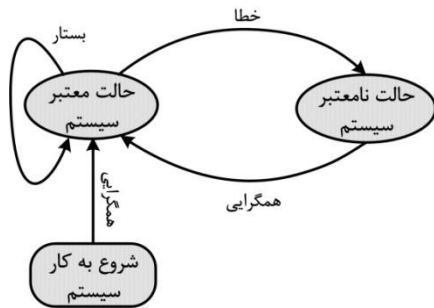 خطا
بستار
حالت معتبر
سیستم
حالت نامعتبر
سیستم
همگرایی
همگرایی
شروع به کار
سیستم